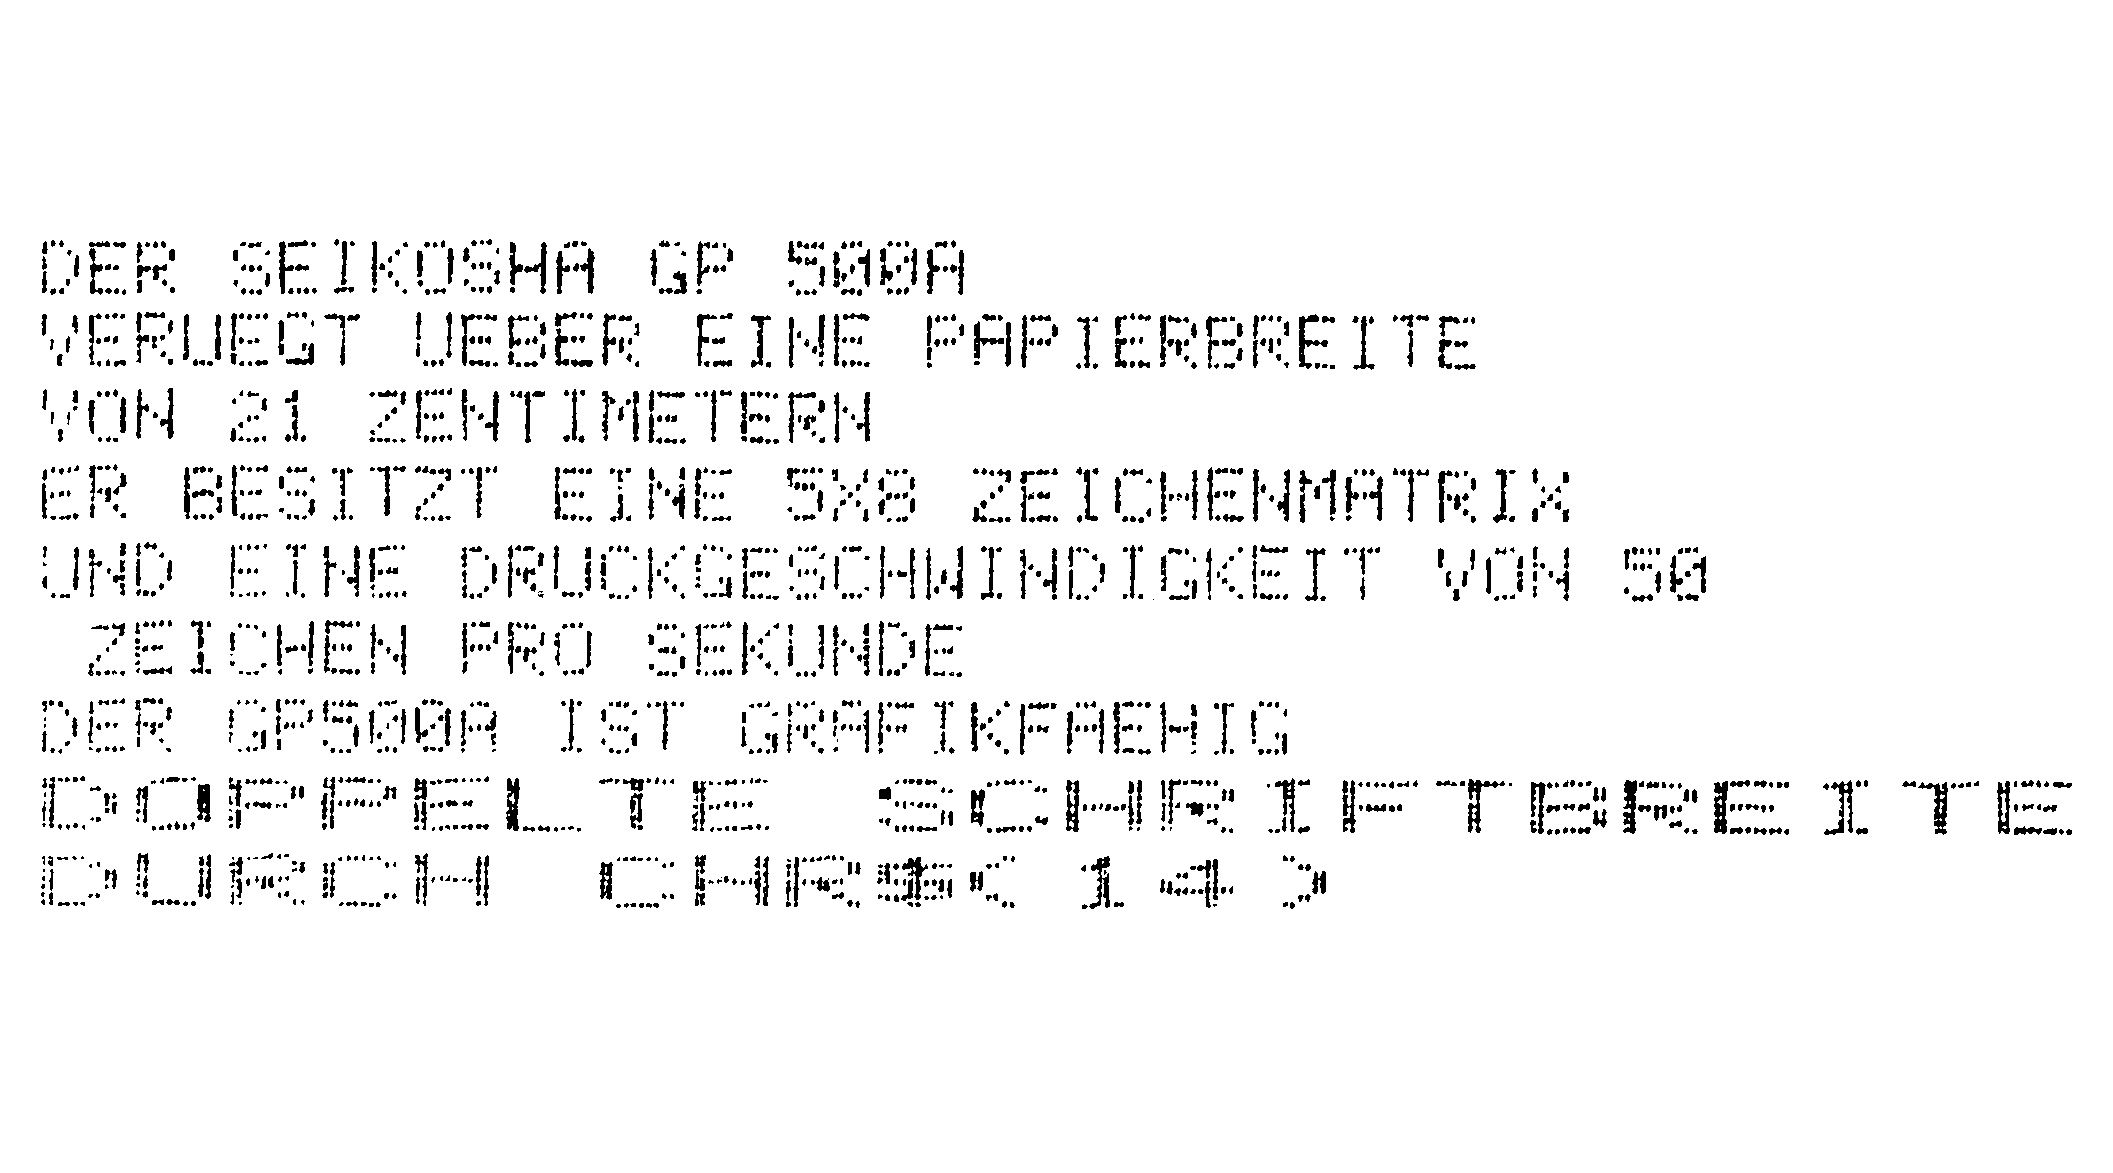 DER SEIKOSHA GP 500A
VERUEGT UEBER EINE PAPIERBREITE
VON 21 ZENTIMETERN
ER BESITZT EINE 5X8 ZEICHENMATRIX
UND EINE DRUCKGESCHWINDIGKEIT VON 50
ZEICHEN PRO SEKUNDE
DER GP500A IST GRAFIKFAEHIG
DOPPELTE SCHRIFTBREITE
DURCH CHR$(14)